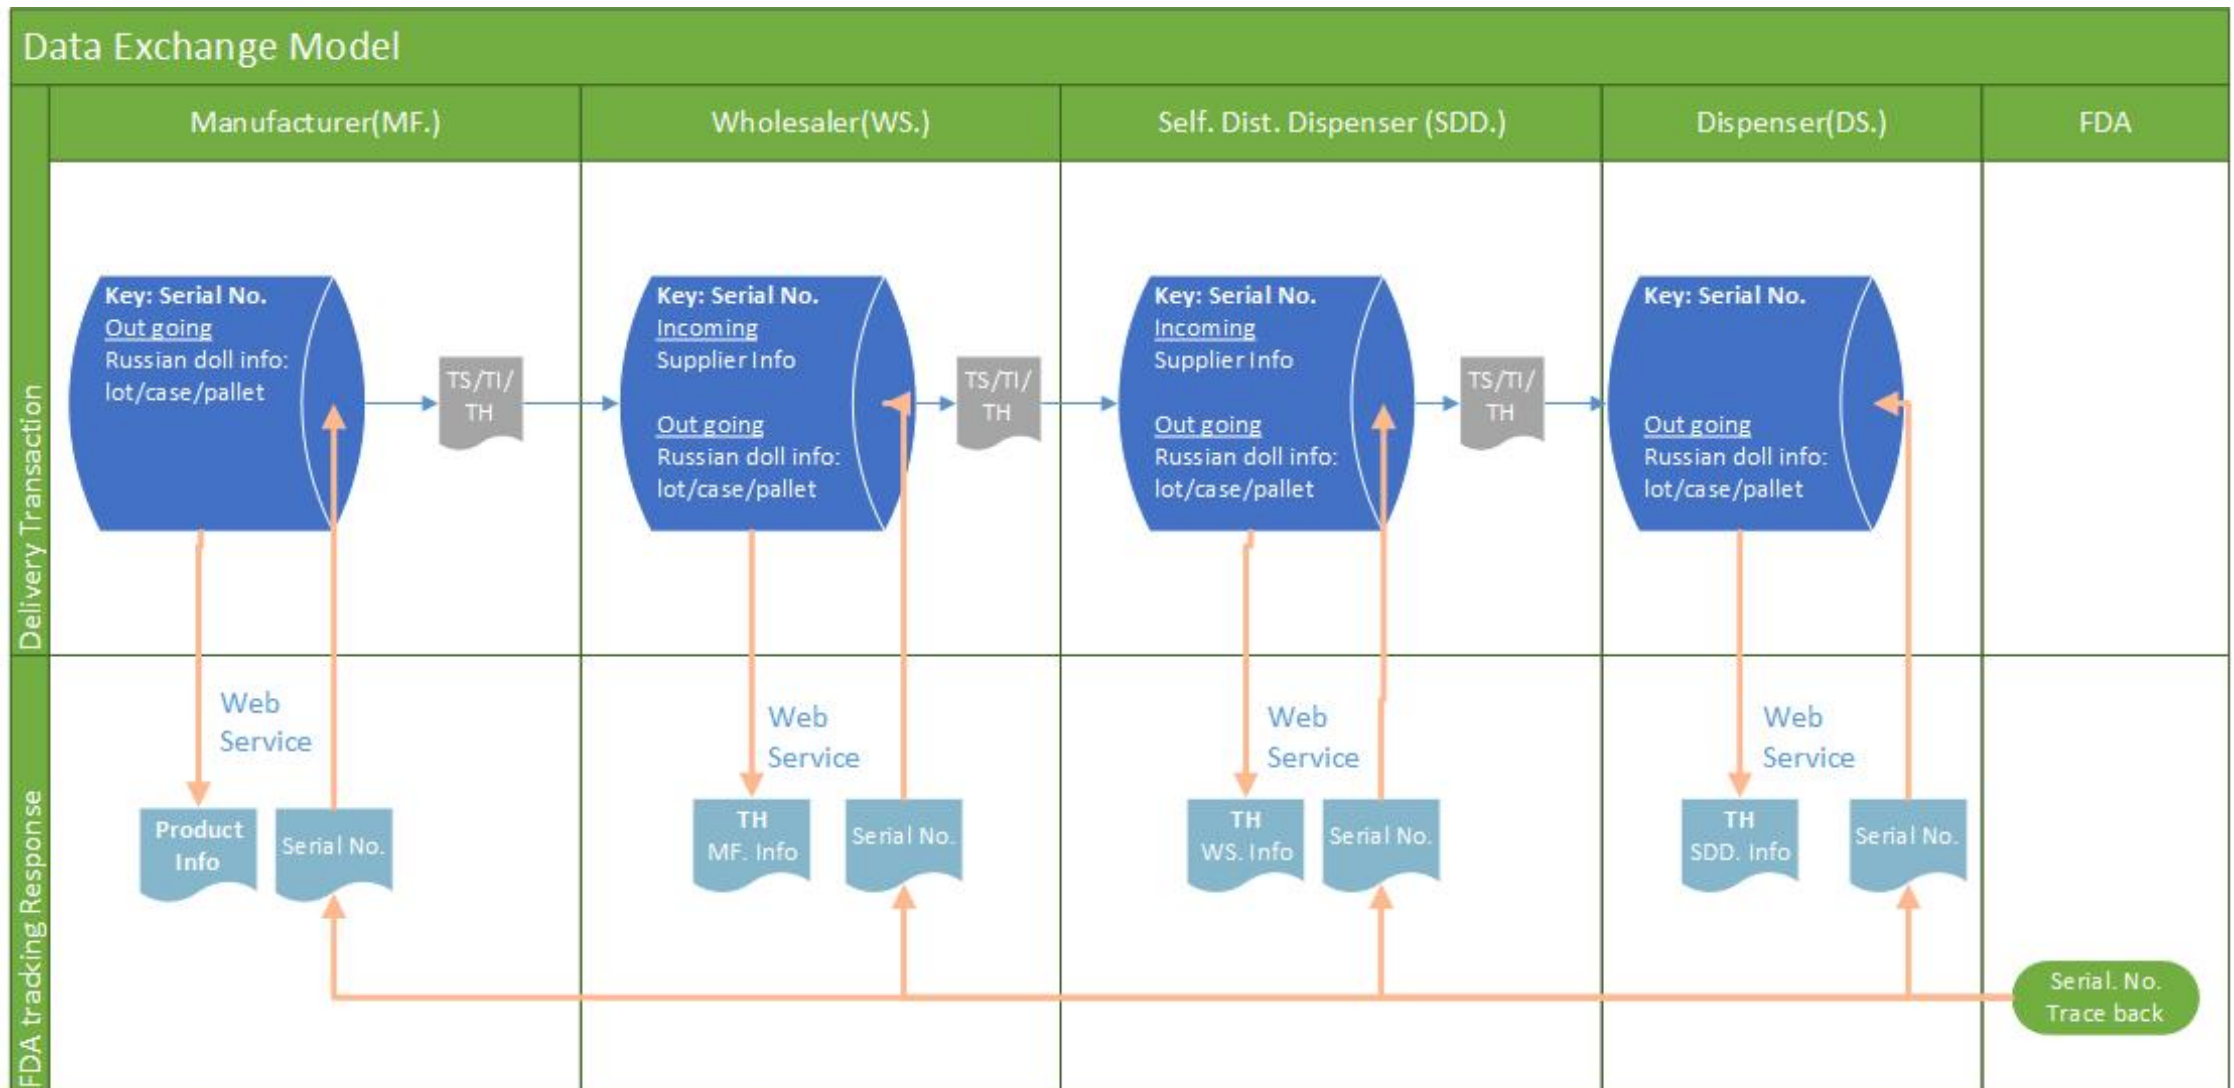 Data Exchange Model
Manufacturer(MF.)
Wholesaler(WS.)
Self. Dist. Dispenser (SDD.)
Dispenser(DS.)
FDA
Delivery Transaction
Key: Serial No.
Out going
Russian doll info:
lot/case/pallet
TS/TI/
TH
Key: Serial No.
Incoming
Supplier Info
Out going
Russian doll info:
lot/case/pallet
TS/TI/
TH
Key: Serial No.
Incoming
Supplier Info
Out going
Russian doll info:
lot/case/pallet
TS/TI/
TH
Key: Serial No.
Out going
Russian doll info:
lot/case/pallet
FDA tracking Response
Web
Service
Product
Info
Serial No.
Web
Service
TH
MF. Info
Serial No.
Web
Service
TH
WS. Info
Serial No.
Web
Service
TH
SDD. Info
Serial No.
Serial. No.
Trace back